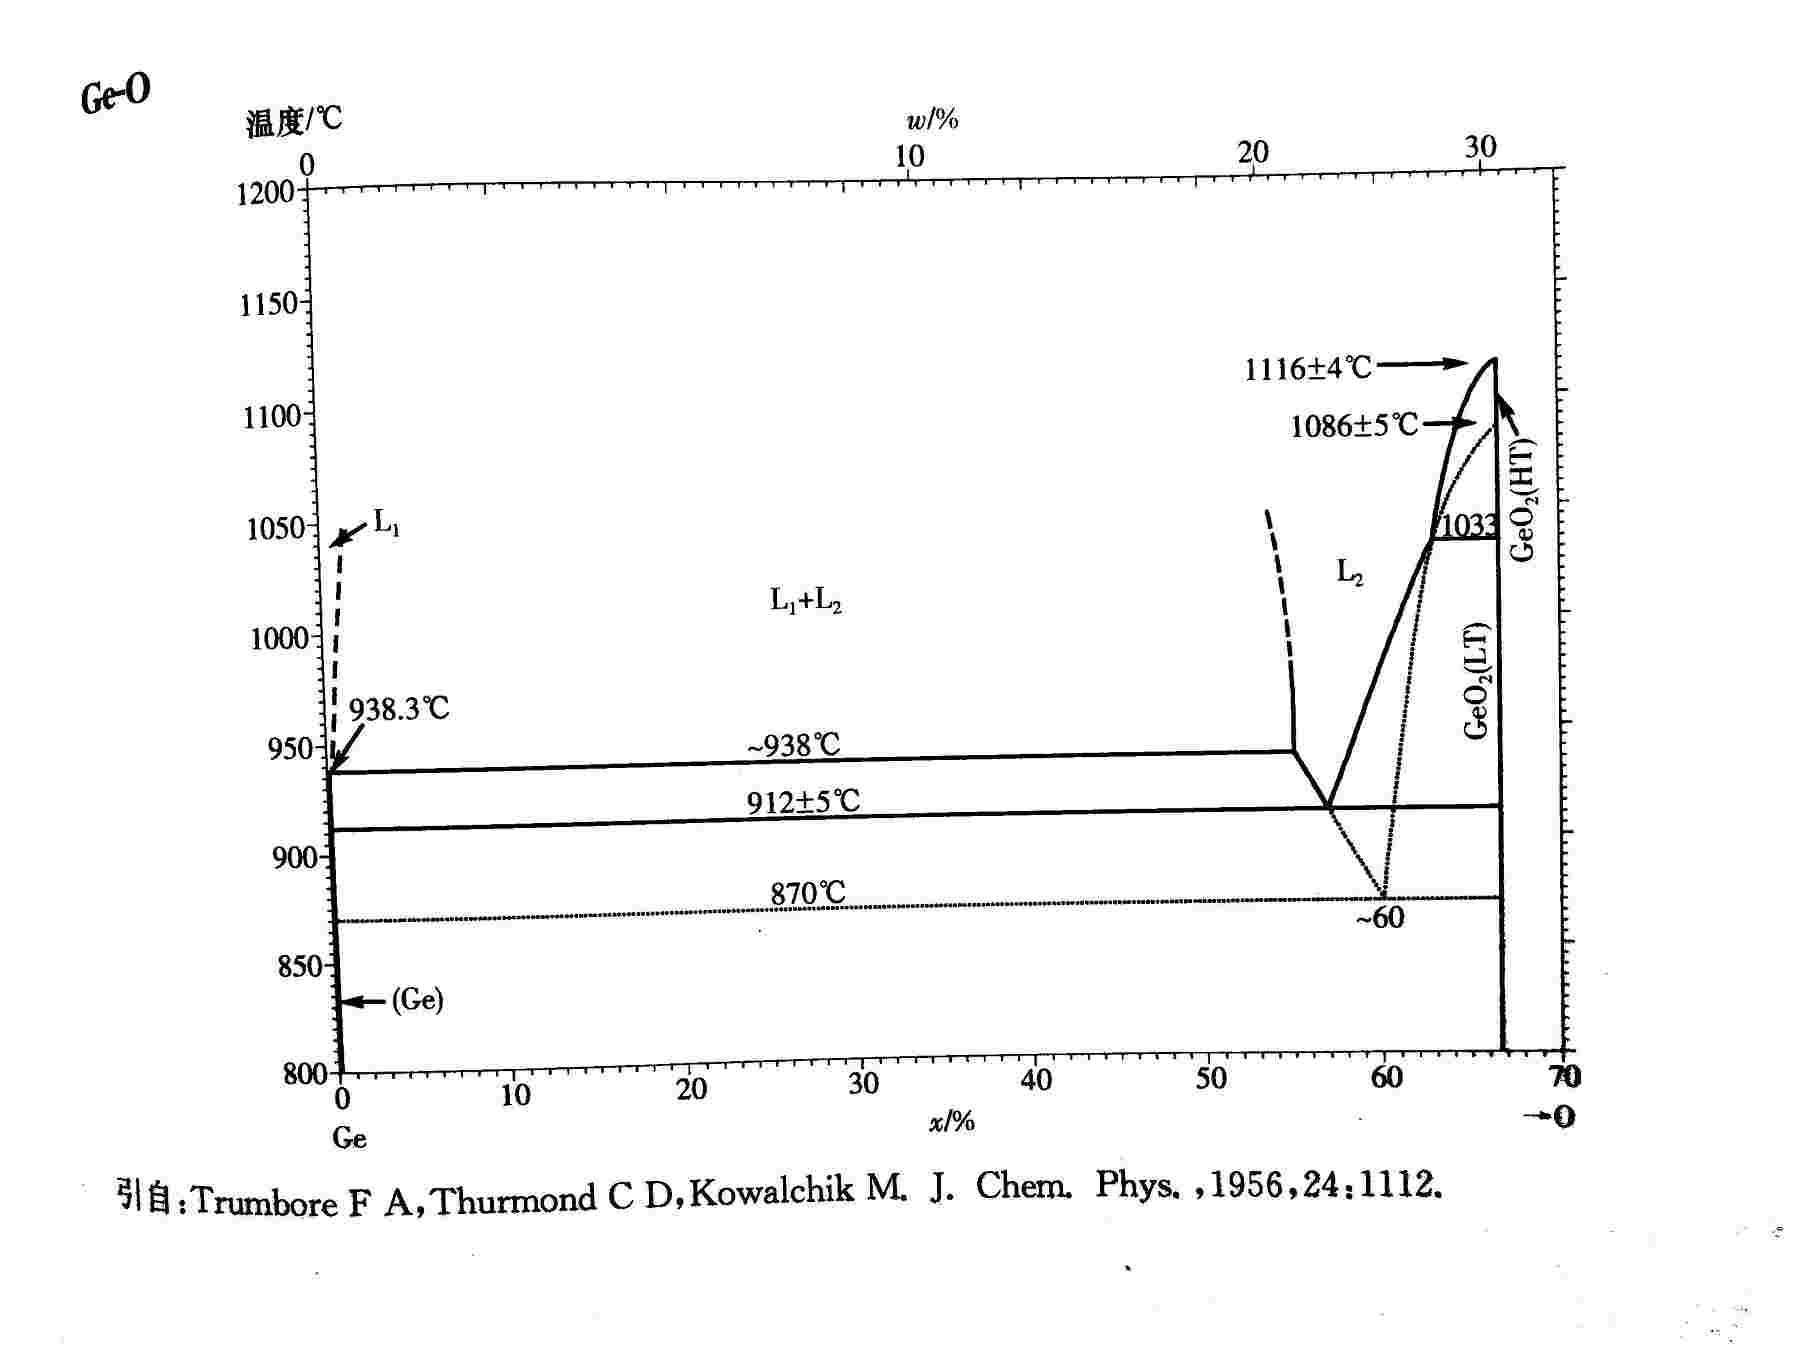 Ge-O
温度/℃
w/%
0 10 20 30
1200
1150
1116±4℃
1100
1086±5℃
GeO₂(HT)
1050
L₁
1033
L₂
L₁+L₂
1000
GeO₂(LT)
938.3℃
950
~938℃
912±5℃
900
870℃
~60
850
(Ge)
800
0 10 20 30 40 50 60 70
x/%
→O
Ge
引自:Trumbore F A,Thurmond C D,Kowalchik M. J. Chem. Phys.,1956,24:1112.